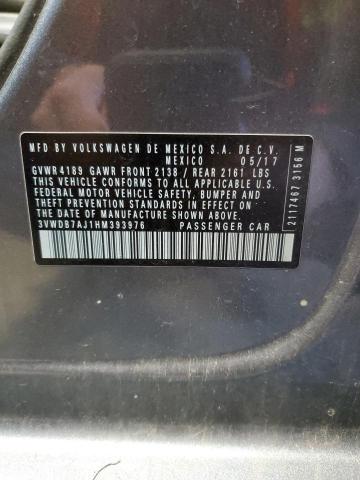 MFD BY VOLKSWAGEN DE MEXICO S.A. DE C.V.
MEXICO 05/17
GVWR4189 GAWR FRONT 2138 / REAR 2161 LBS
THIS VEHICLE CONFORMS TO ALL APPLICABLE U.S.
FEDERAL MOTOR VEHICLE SAFETY, BUMPER AND
THEFT PREVENTION STANDARDS IN EFFECT ON
THE DATE OF MANUFACTURE SHOWN ABOVE.
3VWDB7AJ1HM393976 PASSENGER CAR
2117467 3156 M